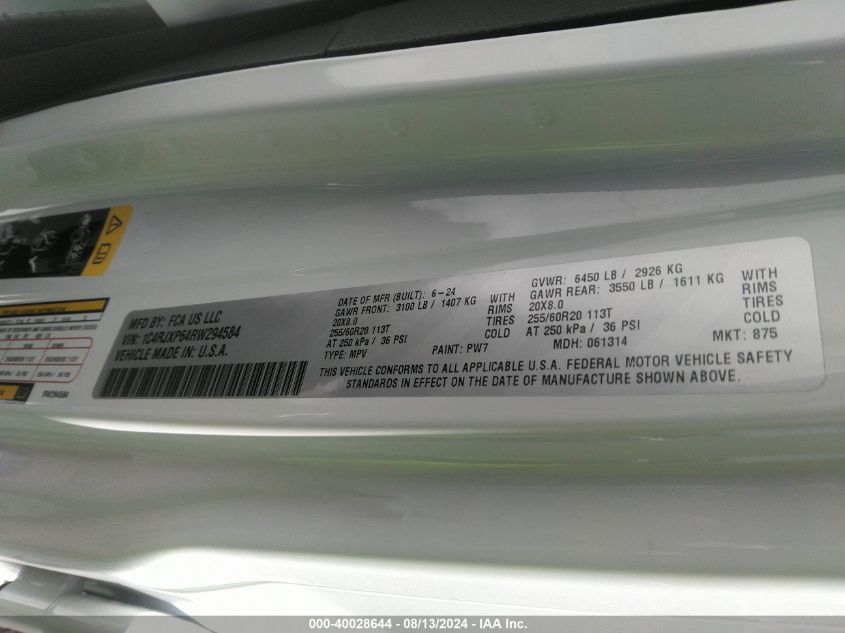 MFD BY: FCA US LLC
VIN: 1C4RJXP64RW294584
VEHICLE MADE IN U.S.A.
DATE OF MFR (BUILT): 6-24
GAWR FRONT: 3100 LB / 1407 KG WITH
20X8.0 RIMS
255/60R20 113T TIRES
AT 250 kPa / 36 PSI COLD
TYPE: MPV PAINT: PW7
GVWR: 6450 LB / 2926 KG
GAWR REAR: 3550 LB / 1611 KG WITH
20X8.0 RIMS
255/60R20 113T TIRES
AT 250 kPa / 36 PSI COLD
MDH: 061314 MKT: 875
THIS VEHICLE CONFORMS TO ALL APPLICABLE U.S.A. FEDERAL MOTOR VEHICLE SAFETY
STANDARDS IN EFFECT ON THE DATE OF MANUFACTURE SHOWN ABOVE.
RW294584
000-40028644 - 08/13/2024 - IAA Inc.